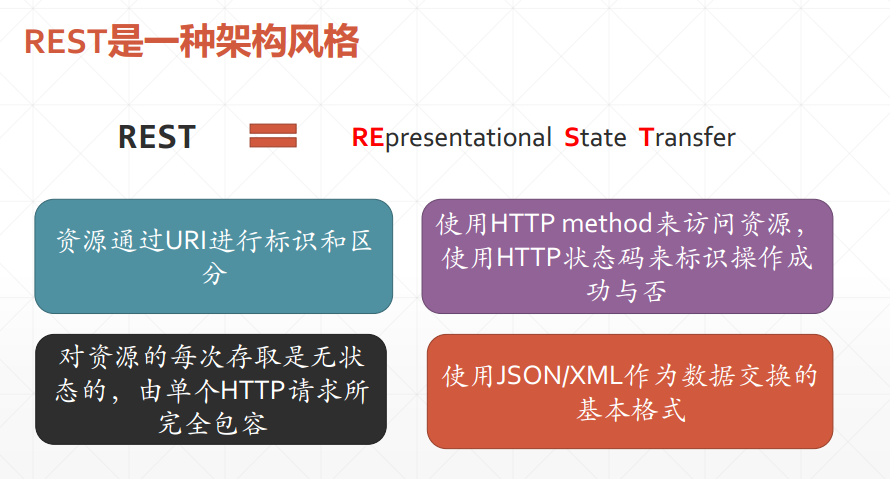 REST是一种架构风格
REST = REpresentational State Transfer
资源通过URI进行标识和区
分
使用HTTP method来访问资源，
使用HTTP状态码来标识操作成
功与否
对资源的每次存取是无状
态的，由单个HTTP请求所
完全包容
使用JSON/XML作为数据交换的
基本格式